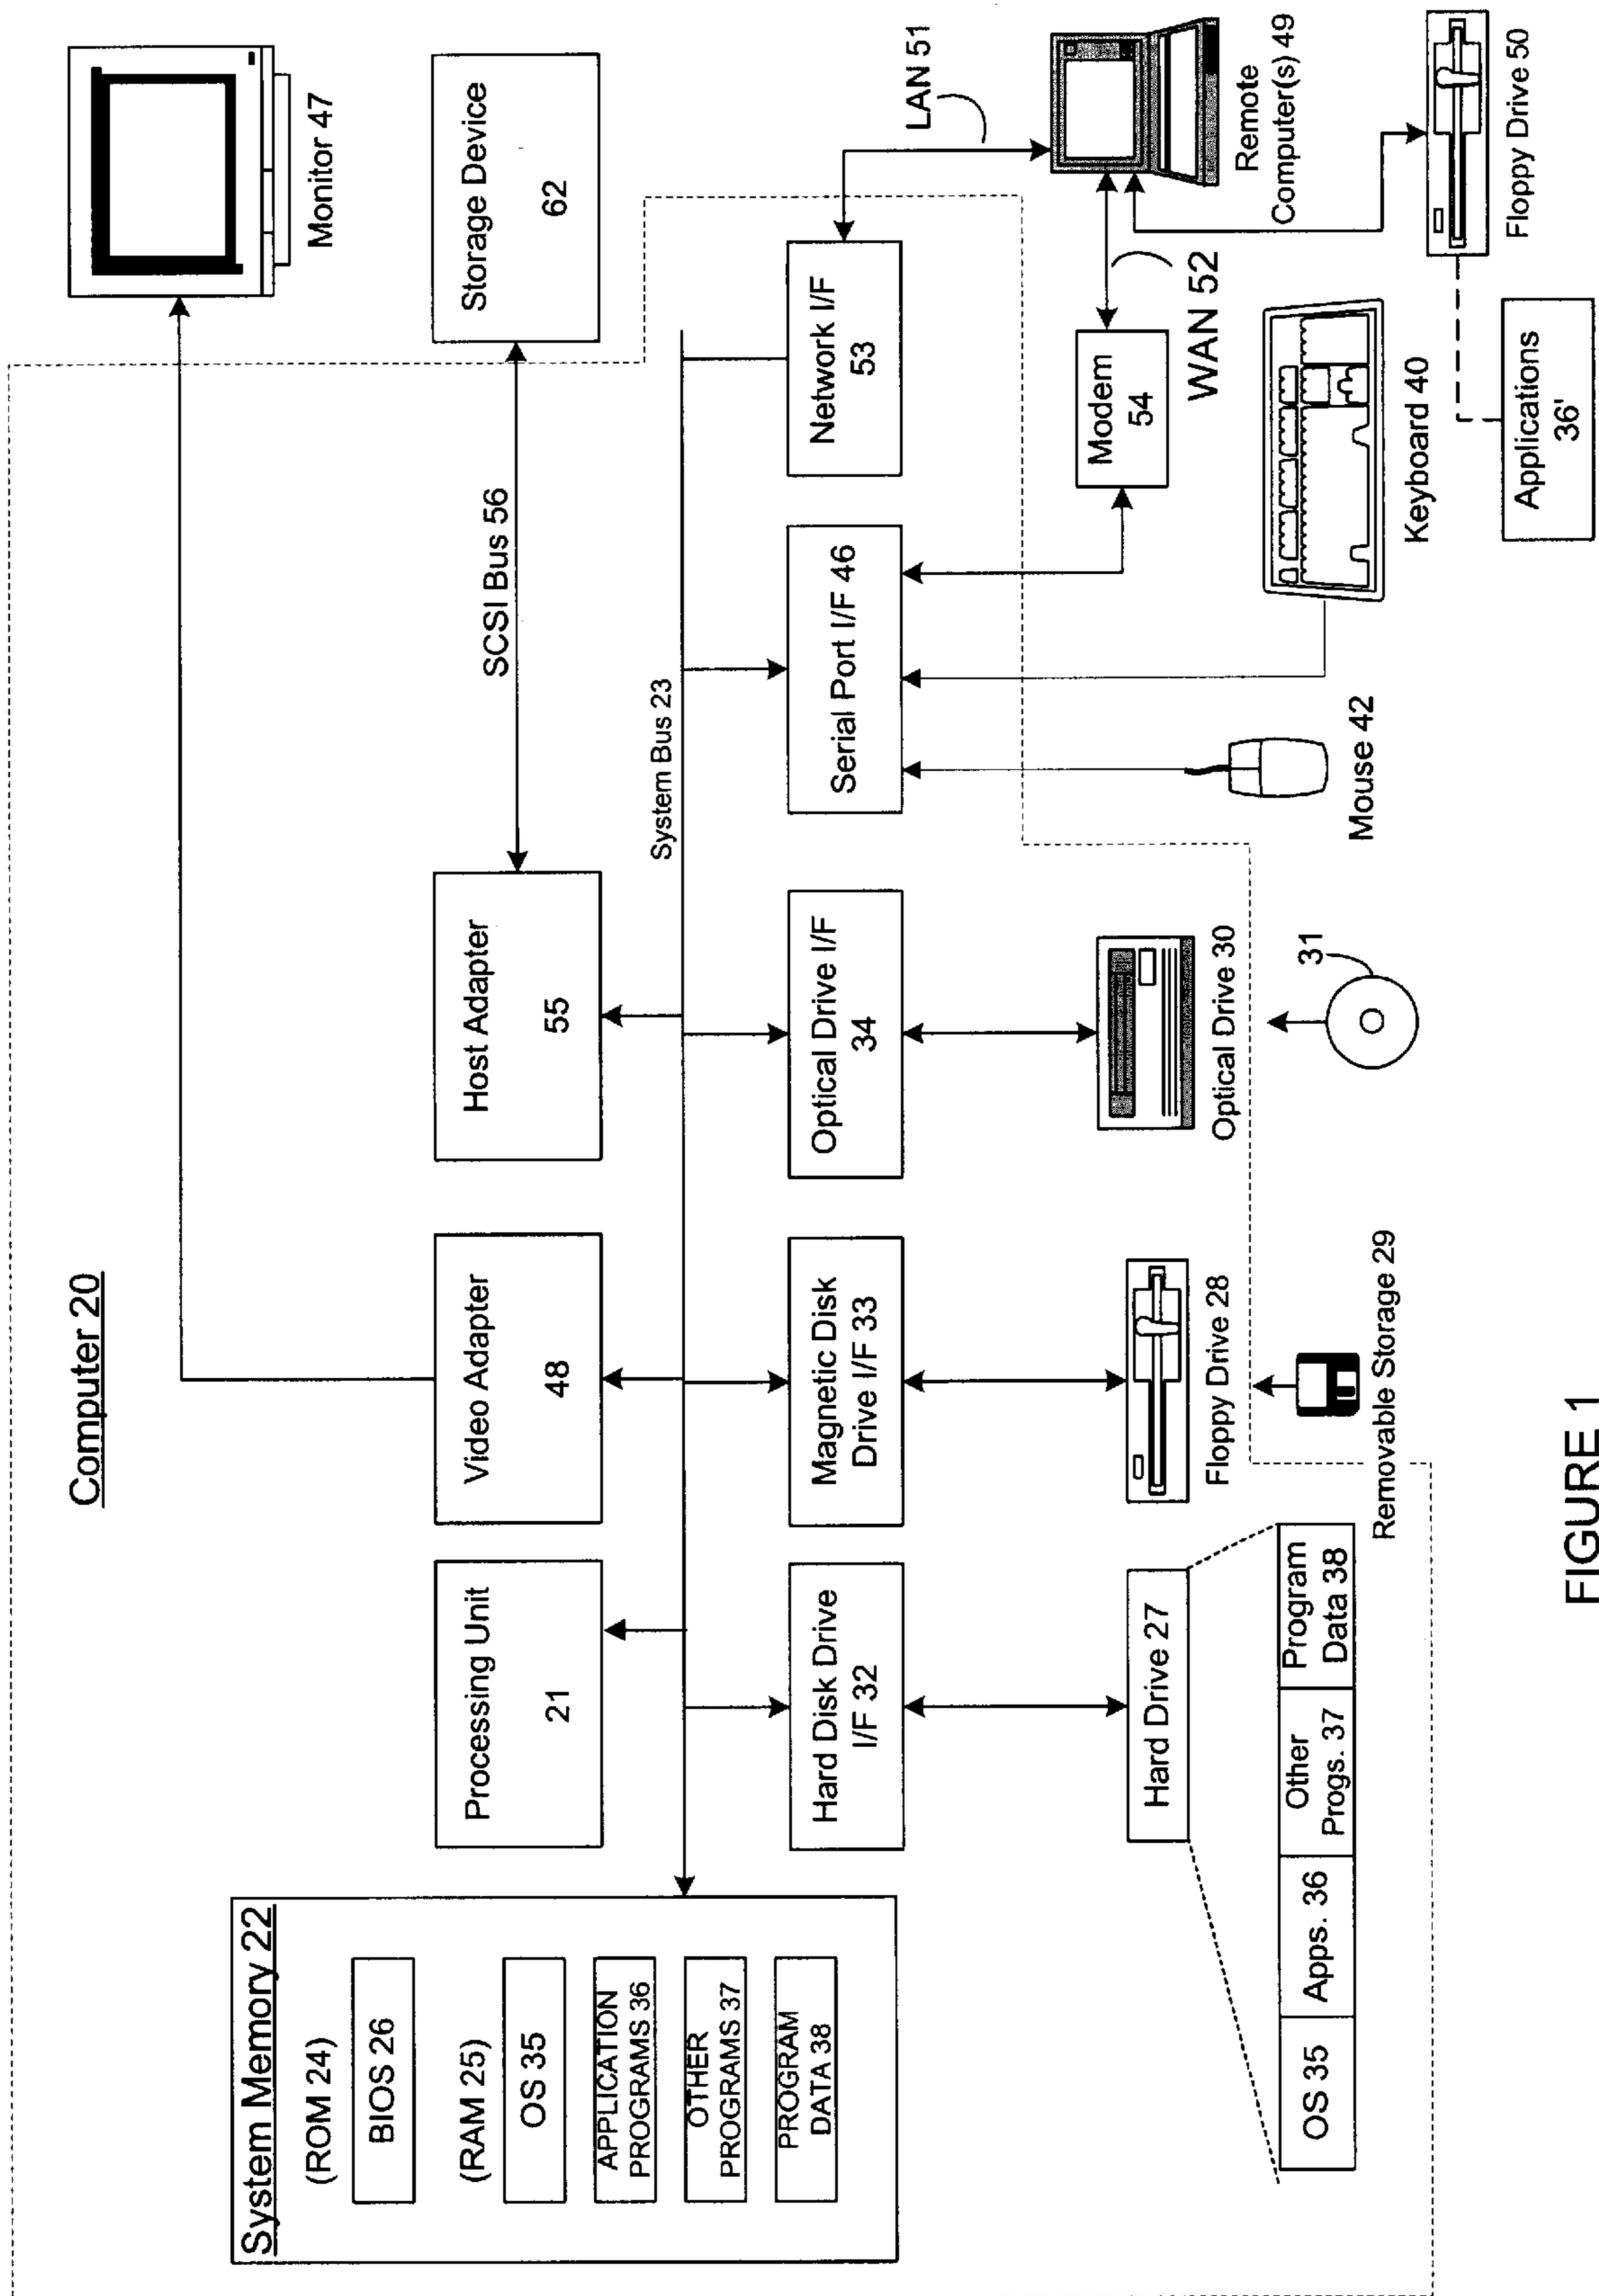 Computer 20
Monitor 47
System Memory 22
(ROM 24)
BIOS 26
(RAM 25)
OS 35
APPLICATION
PROGRAMS 36
OTHER
PROGRAMS 37
PROGRAM
DATA 38
Processing Unit
21
Video Adapter
48
Host Adapter
55
SCSI Bus 56
Storage Device
62
System Bus 23
Hard Disk Drive
I/F 32
Magnetic Disk
Drive I/F 33
Optical Drive I/F
34
Serial Port I/F 46
Network I/F
53
LAN 51
Hard Drive 27
Floppy Drive 28
Optical Drive 30
Modem
54
WAN 52
Remote
Computer(s) 49
OS 35
Apps. 36
Other
Progs. 37
Program
Data 38
Removable Storage 29
31
Mouse 42
Keyboard 40
Floppy Drive 50
Applications
36'
FIGURE 1